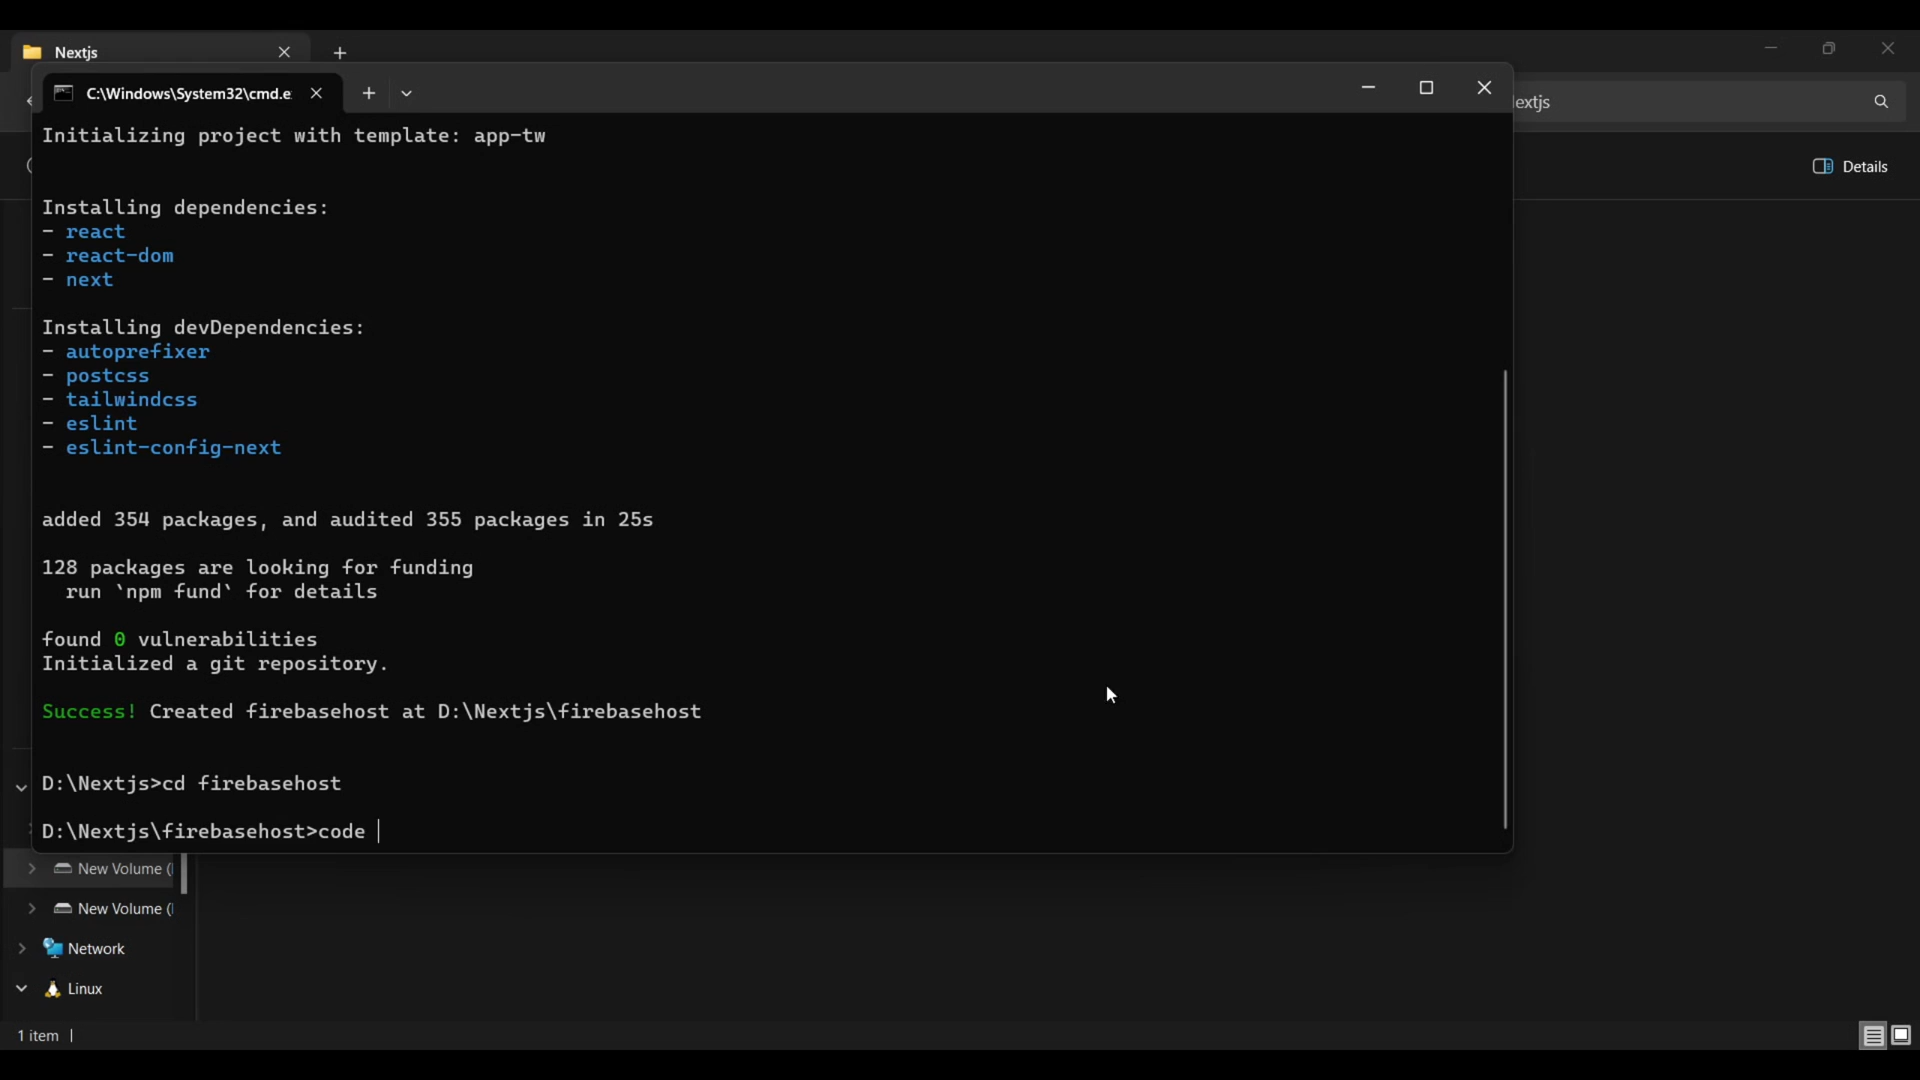 Nextjs
C:\Windows\System32\cmd.e
extjs
Details
Initializing project with template: app-tw
Installing dependencies:
- react
- react-dom
- next
Installing devDependencies:
- autoprefixer
- postcss
- tailwindcss
- eslint
- eslint-config-next
added 354 packages, and audited 355 packages in 25s
128 packages are looking for funding
run `npm fund` for details
found 0 vulnerabilities
Initialized a git repository.
Success! Created firebasehost at D:\Nextjs\firebasehost
D:\Nextjs>cd firebasehost
D:\Nextjs\firebasehost>code
New Volume (
New Volume (
Network
Linux
1 item